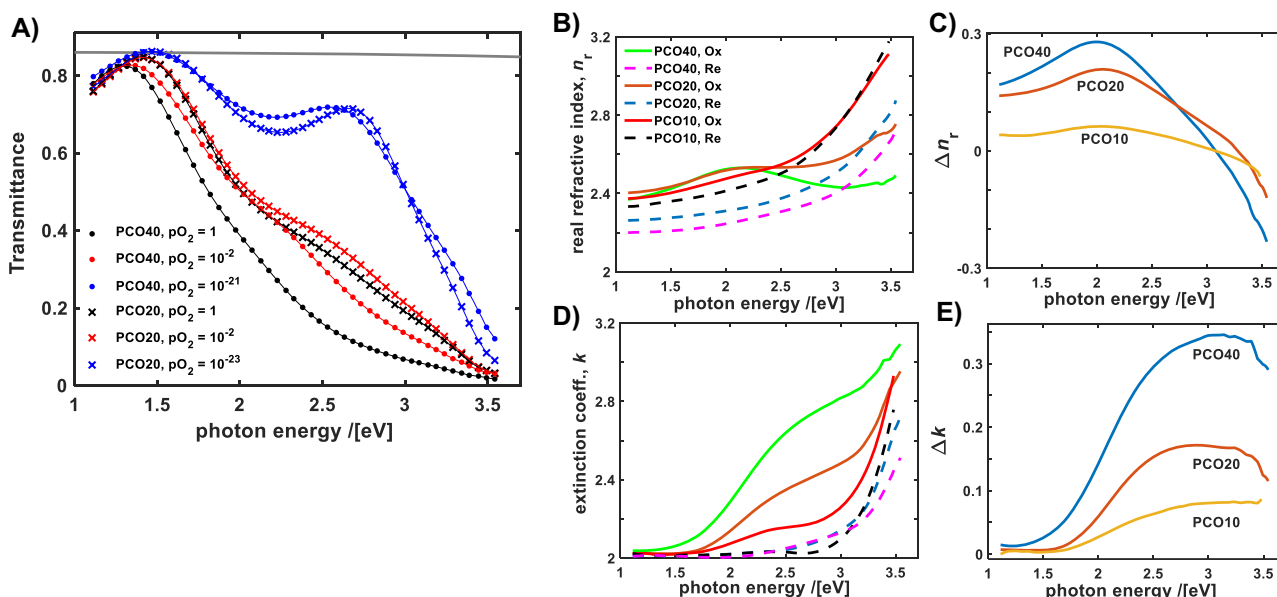 A)
Transmittance
0.8
0.6
0.4
0.2
0
PCO40, pO2 = 1
PCO40, pO2 = 10-2
PCO40, pO2 = 10-21
PCO20, pO2 = 1
PCO20, pO2 = 10-2
PCO20, pO2 = 10-23
1 1.5 2 2.5 3 3.5
photon energy /[eV]
B)
real refractive index, nr
3.2
2.8
2.4
2
PCO40, Ox
PCO40, Re
PCO20, Ox
PCO20, Re
PCO10, Ox
PCO10, Re
1 1.5 2 2.5 3 3.5
photon energy /[eV]
C)
Δnr
0.3
0
-0.3
PCO40
PCO20
PCO10
1 1.5 2 2.5 3 3.5
photon energy /[eV]
D)
extinction coeff., k
3.2
2.8
2.4
2
1 1.5 2 2.5 3 3.5
photon energy /[eV]
E)
Δk
0.3
0.2
0.1
0
PCO40
PCO20
PCO10
1 1.5 2 2.5 3 3.5
photon energy /[eV]